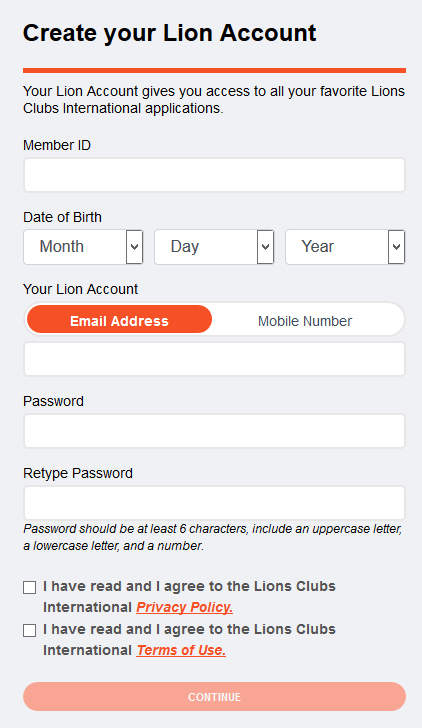 Create your Lion Account
Your Lion Account gives you access to all your favorite Lions
Clubs International applications.
Member ID
Date of Birth
Month Day Year
Your Lion Account
Email Address Mobile Number
Password
Retype Password
Password should be at least 6 characters, include an uppercase letter,
a lowercase letter, and a number.
I have read and I agree to the Lions Clubs
International Privacy Policy.
I have read and I agree to the Lions Clubs
International Terms of Use.
CONTINUE